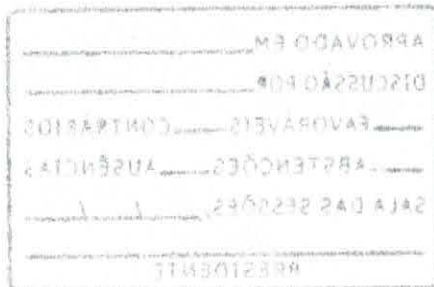 APROVADO EM
DISCUSSÃO POR
FAVORÁVEIS CONTRÁRIOS
ABSTENÇÕES AUSÊNCIAS
SALA DAS SESSÕES, / /
PRESIDENTE